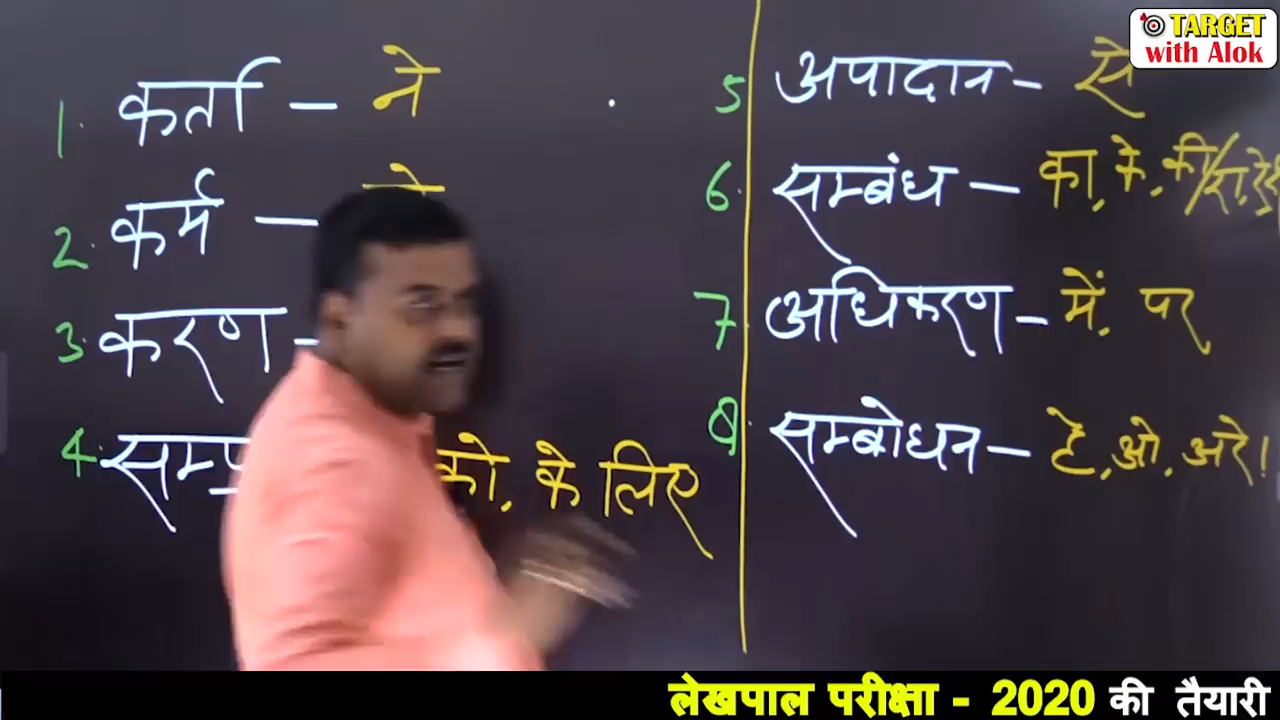 TARGET
with Alok
1. कर्ता – ने
2. कर्म –
3. करण –
4.
को, के लिए
5 अपादान – से
6. सम्बंध – का, के, की/
7. अधिकरण – में, पर
8. सम्बोधन – हे, ओ, अरे!
लेखपाल परीक्षा - 2020 की तैयारी